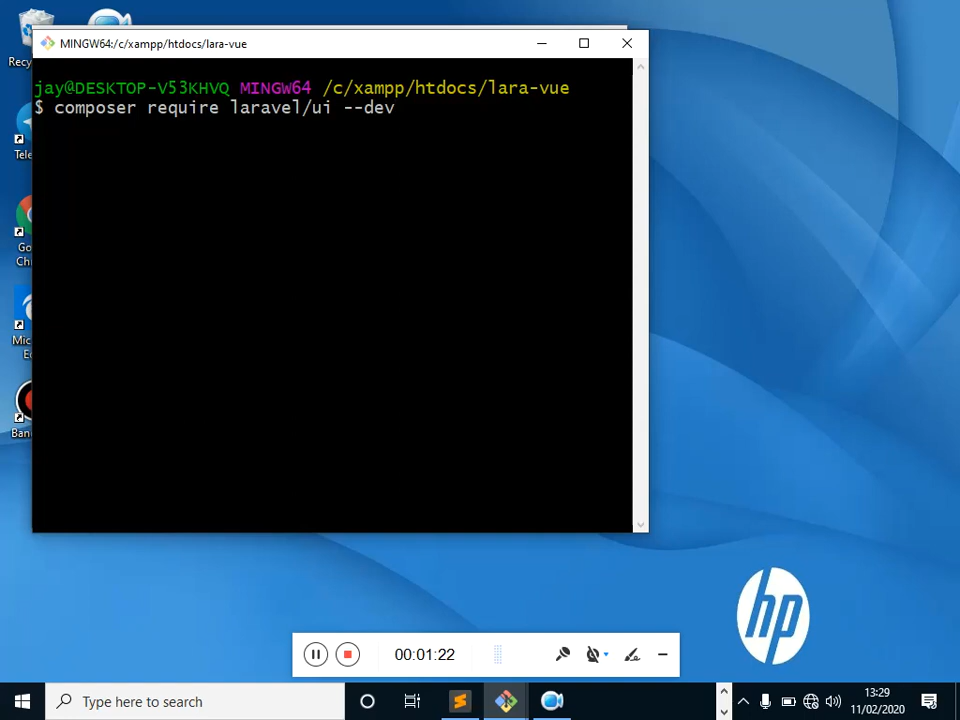 Recy
MINGW64:/c/xampp/htdocs/lara-vue
jay@DESKTOP-V53KHVQ MINGW64 /c/xampp/htdocs/lara-vue
$ composer require laravel/ui --dev
Tele
Go
Chr
Mic
Ed
Ban
hp
00:01:22
Type here to search
13:29
11/02/2020